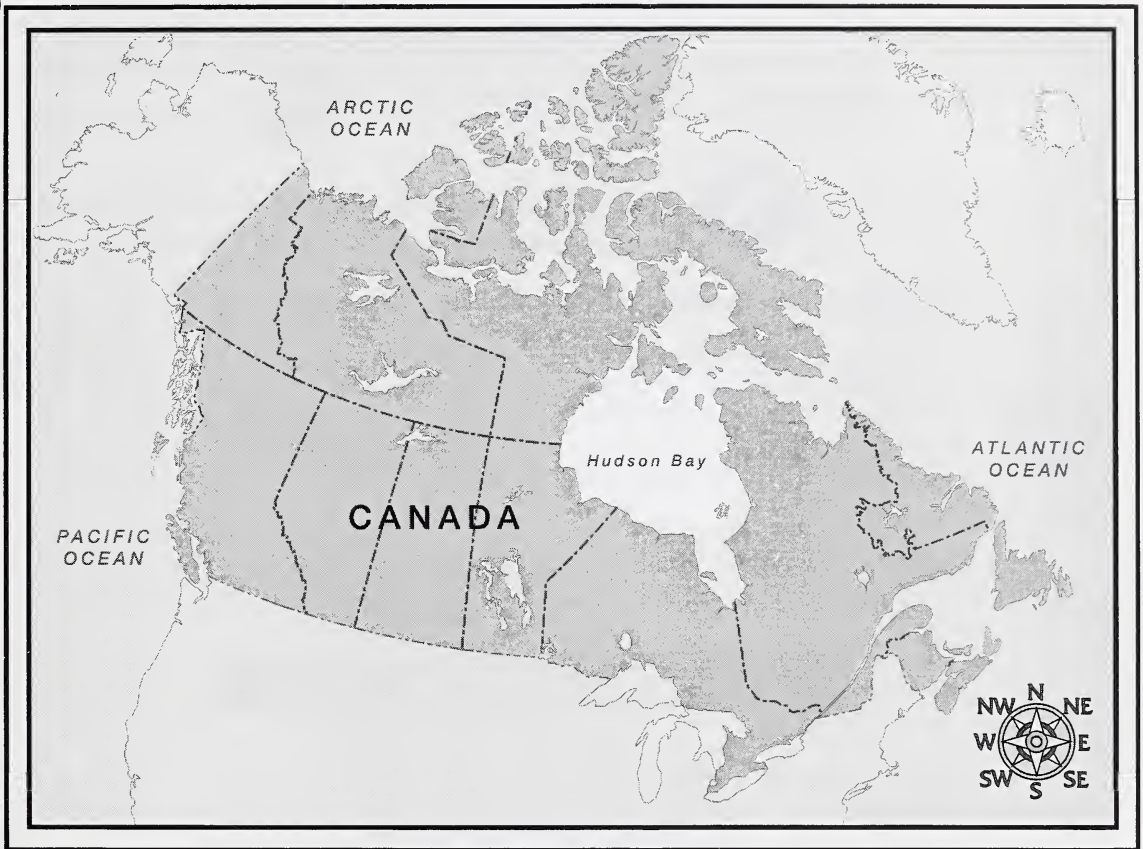 ARCTIC
OCEAN
Hudson Bay
ATLANTIC
OCEAN
CANADA
PACIFIC
OCEAN
N
NW NE
W E
SW SE
S